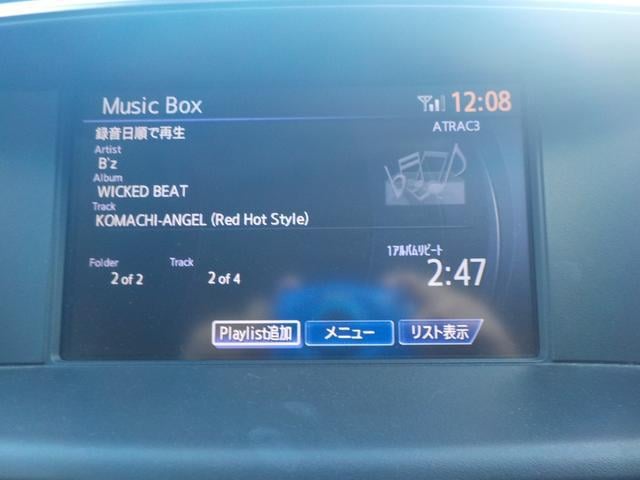 Music Box 12:08
ATRAC3
録音日順で再生
Artist
B'z
Album
WICKED BEAT
Track
KOMACHI-ANGEL (Red Hot Style)
1アルバムリピート
Folder Track
2 of 2 2 of 4
2:47
Playlist追加 メニュー リスト表示